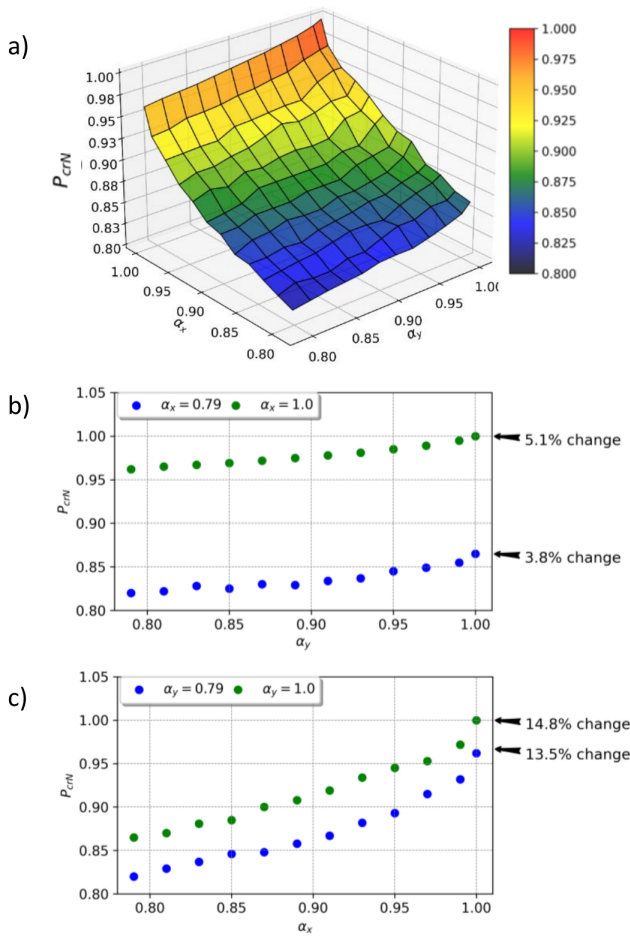 a)
P_crN
1.00
0.98
0.95
0.93
0.90
0.88
0.85
0.83
0.80
1.00
0.95
0.90
0.85
0.80
α_x
0.80
0.85
0.90
0.95
1.00
α_y
1.000
0.975
0.950
0.925
0.900
0.875
0.850
0.825
0.800
b)
α_x = 0.79 α_x = 1.0
P_crN
1.05
1.00
0.95
0.90
0.85
0.80
5.1% change
3.8% change
0.80 0.85 0.90 0.95 1.00
α_y
c)
α_y = 0.79 α_y = 1.0
P_crN
1.05
1.00
0.95
0.90
0.85
0.80
14.8% change
13.5% change
0.80 0.85 0.90 0.95 1.00
α_x